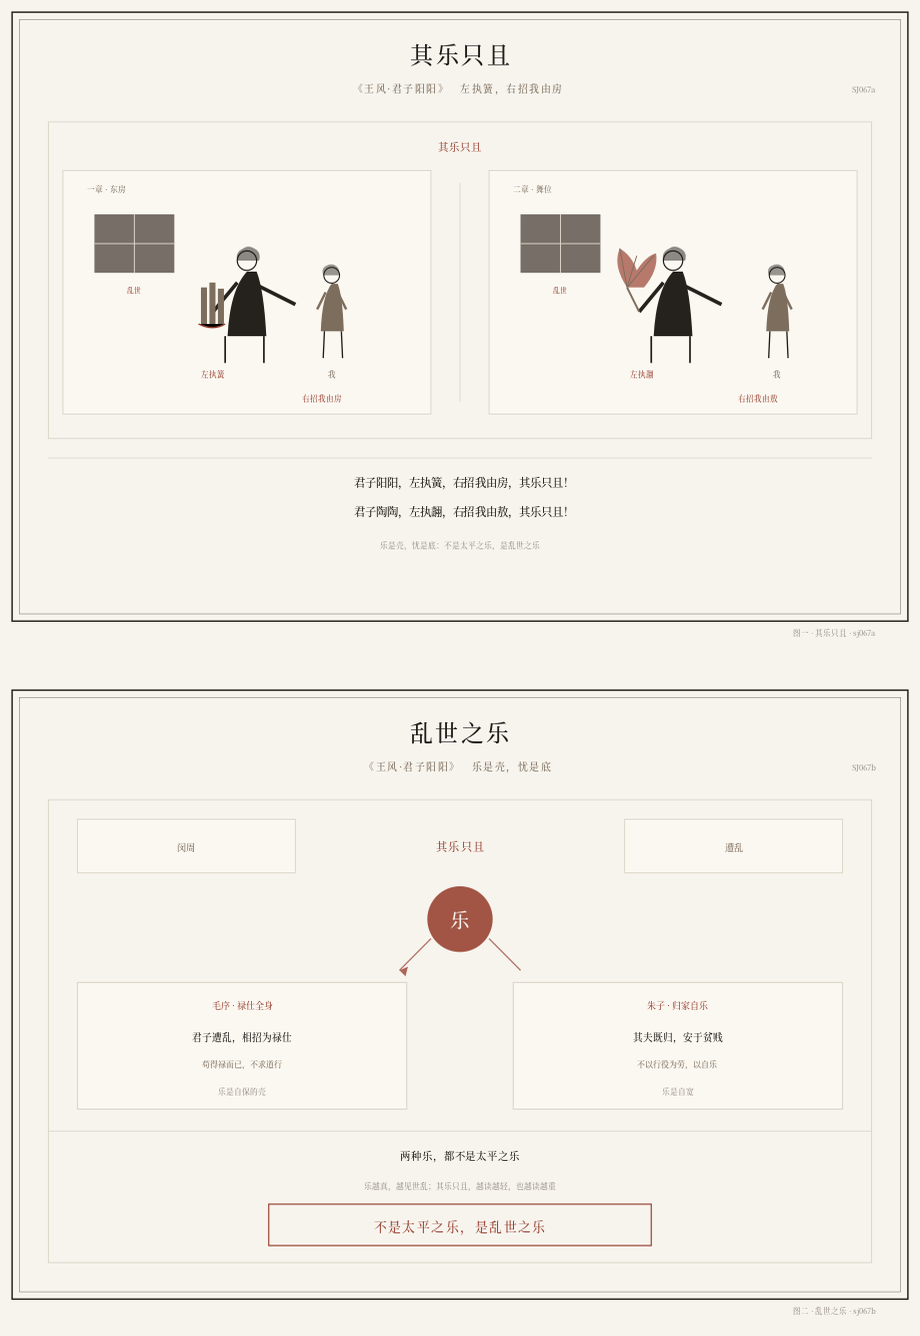 其乐只且
《王风·君子阳阳》 左执簧，右招我由房
SJ067a
其乐只且
一章 · 东房
乱世
左执簧
我
右招我由房
二章 · 舞位
乱世
左执翿
我
右招我由敖
君子阳阳，左执簧，右招我由房，其乐只且！
君子陶陶，左执翿，右招我由敖，其乐只且！
乐是壳，忧是底；不是太平之乐，是乱世之乐
图一 · 其乐只且 · sj067a
乱世之乐
《王风·君子阳阳》 乐是壳，忧是底
SJ067b
闵周
其乐只且
遭乱
乐
毛序 · 禄仕全身
君子遭乱，相招为禄仕
苟得禄而已，不求道行
乐是自保的壳
朱子 · 归家自乐
其夫既归，安于贫贱
不以行役为劳，以自乐
乐是自宽
两种乐，都不是太平之乐
乐越真，越见世乱；其乐只且，越读越轻，也越读越重
不是太平之乐，是乱世之乐
图二 · 乱世之乐 · sj067b